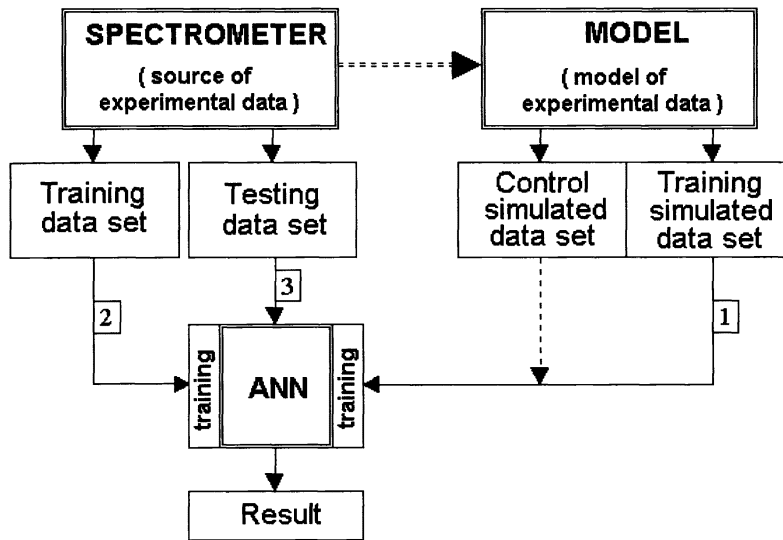 SPECTROMETER
( source of
experimental data )
MODEL
( model of
experimental data )
Training
data set
Testing
data set
Control
simulated
data set
Training
simulated
data set
2
3
1
training
ANN
training
Result